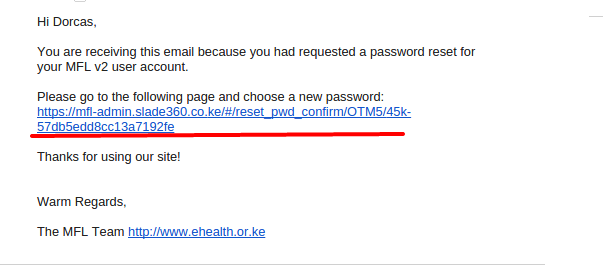 Hi Dorcas,
You are receiving this email because you had requested a password reset for
your MFL v2 user account.
Please go to the following page and choose a new password:
https://mfl-admin.slade360.co.ke/#/reset_pwd_confirm/OTM5/45k-
57db5edd8cc13a7192fe
Thanks for using our site!
Warm Regards,
The MFL Team http://www.ehealth.or.ke